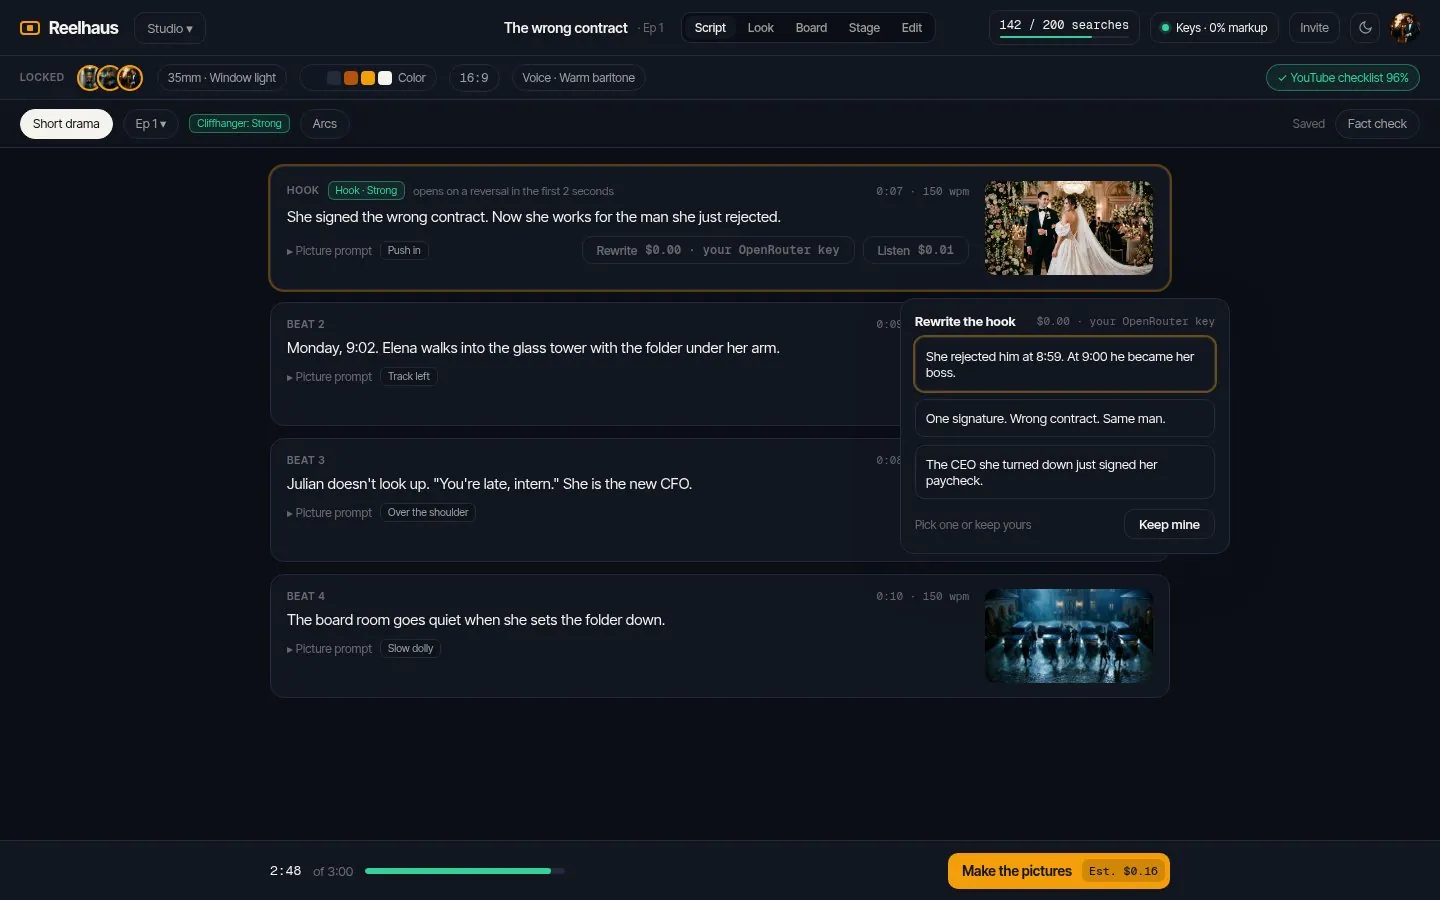 Reelhaus
Studio ▾
The wrong contract · Ep 1
Script
Look
Board
Stage
Edit
142 / 200 searches
Keys · 0% markup
Invite
LOCKED
35mm · Window light
Color
16:9
Voice · Warm baritone
✓ YouTube checklist 96%
Short drama
Ep 1 ▾
Cliffhanger: Strong
Arcs
Saved
Fact check
HOOK
Hook · Strong
opens on a reversal in the first 2 seconds
0:07 · 150 wpm
She signed the wrong contract. Now she works for the man she just rejected.
▸ Picture prompt
Push in
Rewrite $0.00 · your OpenRouter key
Listen $0.01
BEAT 2
0:09
Monday, 9:02. Elena walks into the glass tower with the folder under her arm.
▸ Picture prompt
Track left
BEAT 3
0:08
Julian doesn't look up. "You're late, intern." She is the new CFO.
▸ Picture prompt
Over the shoulder
Rewrite the hook
$0.00 · your OpenRouter key
She rejected him at 8:59. At 9:00 he became her
boss.
One signature. Wrong contract. Same man.
The CEO she turned down just signed her
paycheck.
Pick one or keep yours
Keep mine
BEAT 4
0:10 · 150 wpm
The board room goes quiet when she sets the folder down.
▸ Picture prompt
Slow dolly
2:48 of 3:00
Make the pictures
Est. $0.16